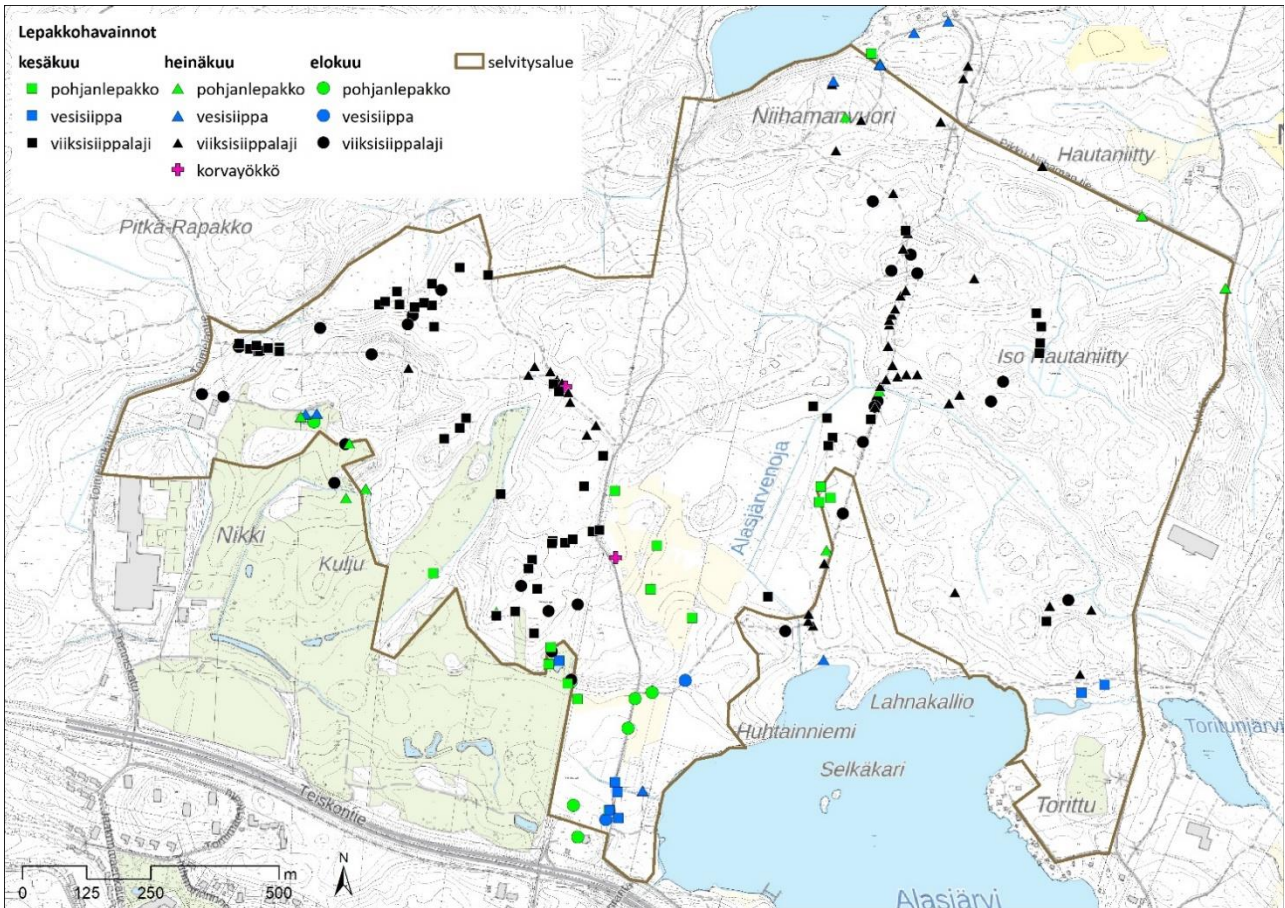 Lepakkohavainnot
kesäkuu heinäkuu elokuu selvitysalue
pohjanlepakko pohjanlepakko pohjanlepakko
vesisiippa vesisiippa vesisiippa
viiksisiippalaji viiksisiippalaji viiksisiippalaji
korvayökkö
Niihamanvuori
Hautaniitty
Pitkä-Rapakko
Iso Hautaniitty
Alasjärvenoja
Nikki
Kulju
Lahnakallio
Huhtainniemi
Selkäkari
Toritunjärvi
Torittu
Teiskontie
Alasjärvi
N
m
0 125 250 500